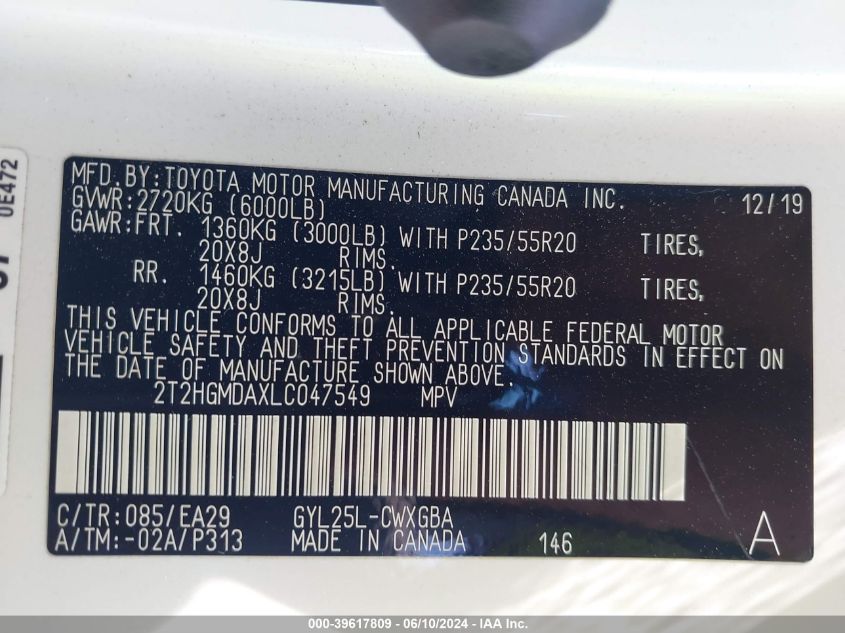 0E472
MFD.BY:TOYOTA MOTOR MANUFACTURING CANADA INC. 12/19
GVWR:2720KG (6000LB)
GAWR:FRT. 1360KG (3000LB) WITH P235/55R20 TIRES,
20X8J RIMS.
RR. 1460KG (3215LB) WITH P235/55R20 TIRES,
20X8J RIMS.
THIS VEHICLE CONFORMS TO ALL APPLICABLE FEDERAL MOTOR
VEHICLE SAFETY AND THEFT PREVENTION STANDARDS IN EFFECT ON
THE DATE OF MANUFACTURE SHOWN ABOVE.
2T2HGMDAXLC047549 MPV
C/TR:085/EA29 GYL25L-CWXGBA
A/TM:-02A/P313 MADE IN CANADA 146 A
000-39617809 - 06/10/2024 - IAA Inc.